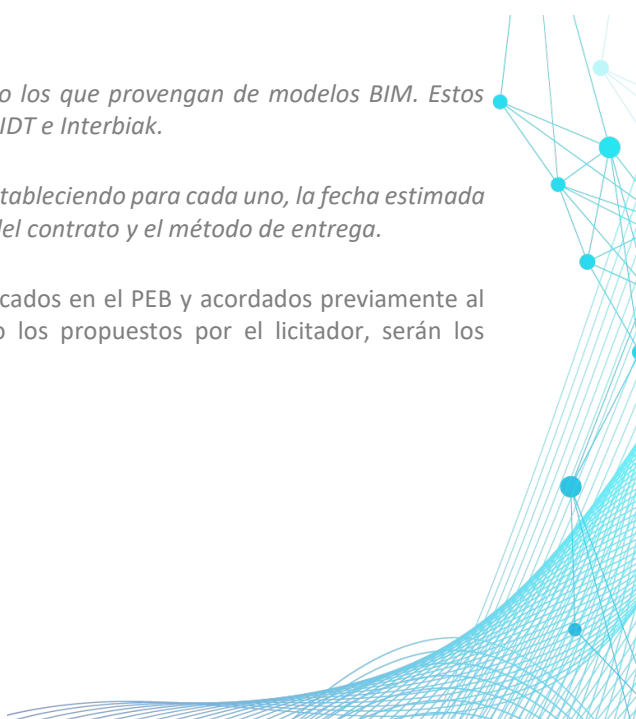 o los que provengan de modelos BIM. Estos
IDT e Interbiak.
tableciendo para cada uno, la fecha estimada
del contrato y el método de entrega.
cados en el PEB y acordados previamente al
o los propuestos por el licitador, serán los